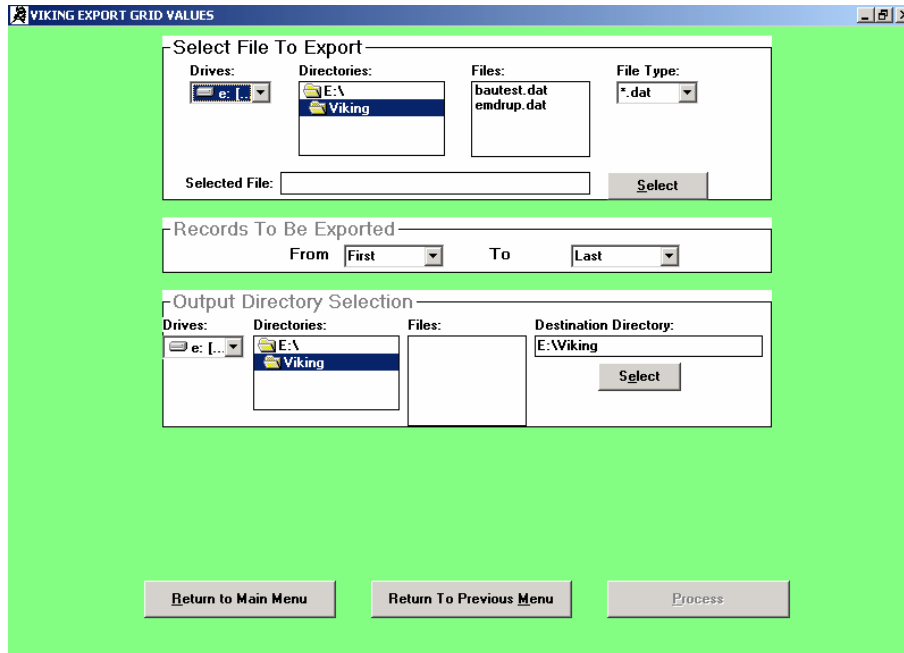 VIKING EXPORT GRID VALUES
Select File To Export
Drives: Directories: Files: File Type:
e: [.. E:\ bautest.dat *.dat
Viking emdrup.dat
Selected File: Select
Records To Be Exported
From First To Last
Output Directory Selection
Drives: Directories: Files: Destination Directory:
e: [... E:\ E:\Viking
Viking
Select
Return to Main Menu Return To Previous Menu Process